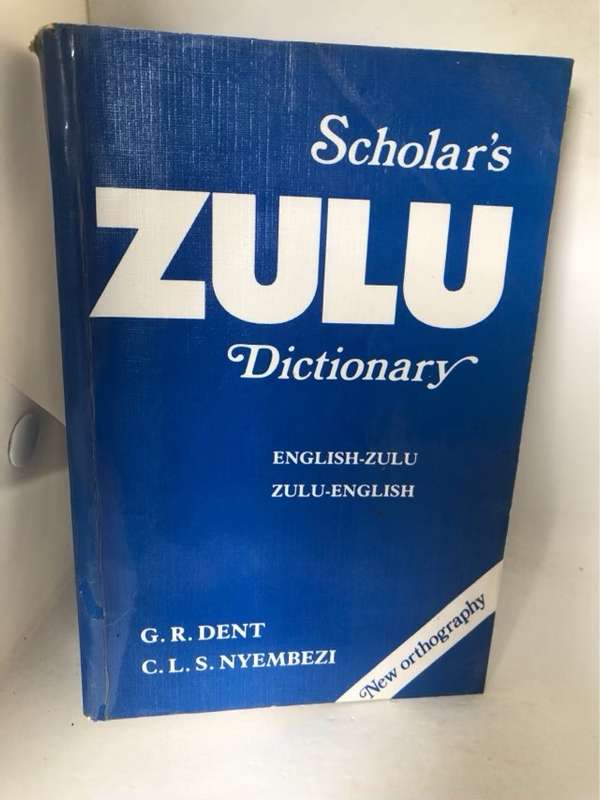 Scholar's
ZULU
Dictionary
ENGLISH-ZULU
ZULU-ENGLISH
G. R. DENT
C. L. S. NYEMBEZI
New orthography